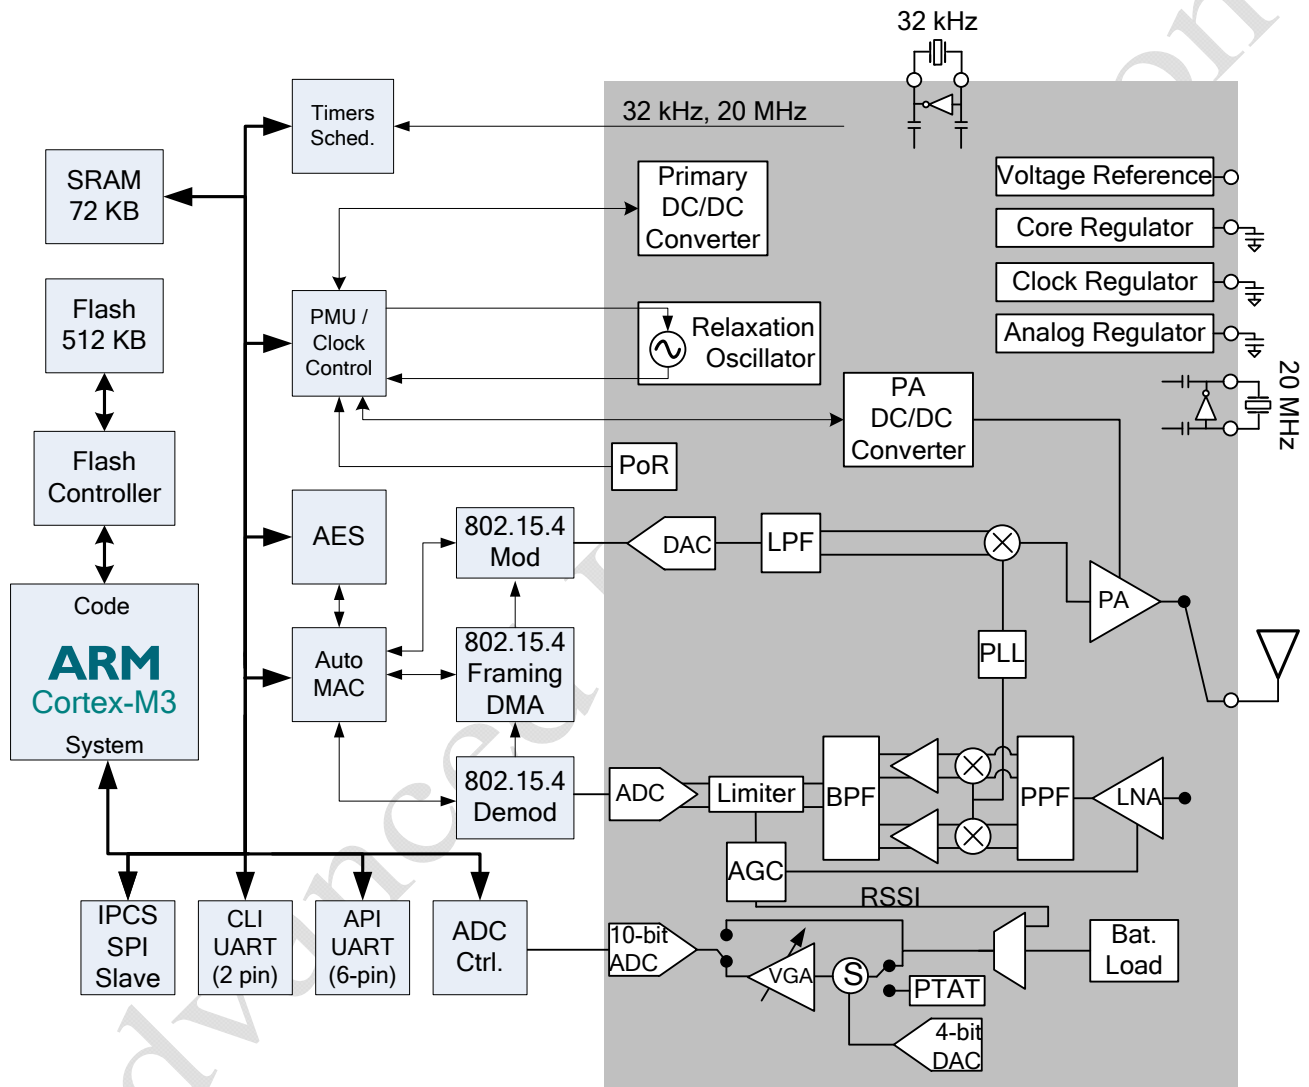 32 kHz
32 kHz, 20 MHz
Timers
Sched.
SRAM
72 KB
Primary
DC/DC
Converter
Voltage Reference
Core Regulator
Clock Regulator
Analog Regulator
20 MHz
Flash
512 KB
PMU /
Clock
Control
Relaxation
Oscillator
PA
DC/DC
Converter
PoR
Flash
Controller
AES
802.15.4
Mod
DAC
LPF
PA
Code
ARM
Cortex-M3
System
Auto
MAC
802.15.4
Framing
DMA
PLL
802.15.4
Demod
ADC
Limiter
BPF
PPF
LNA
AGC
RSSI
IPCS
SPI
Slave
CLI
UART
(2 pin)
API
UART
(6-pin)
ADC
Ctrl.
10-bit
ADC
VGA
S
PTAT
Bat.
Load
4-bit
DAC